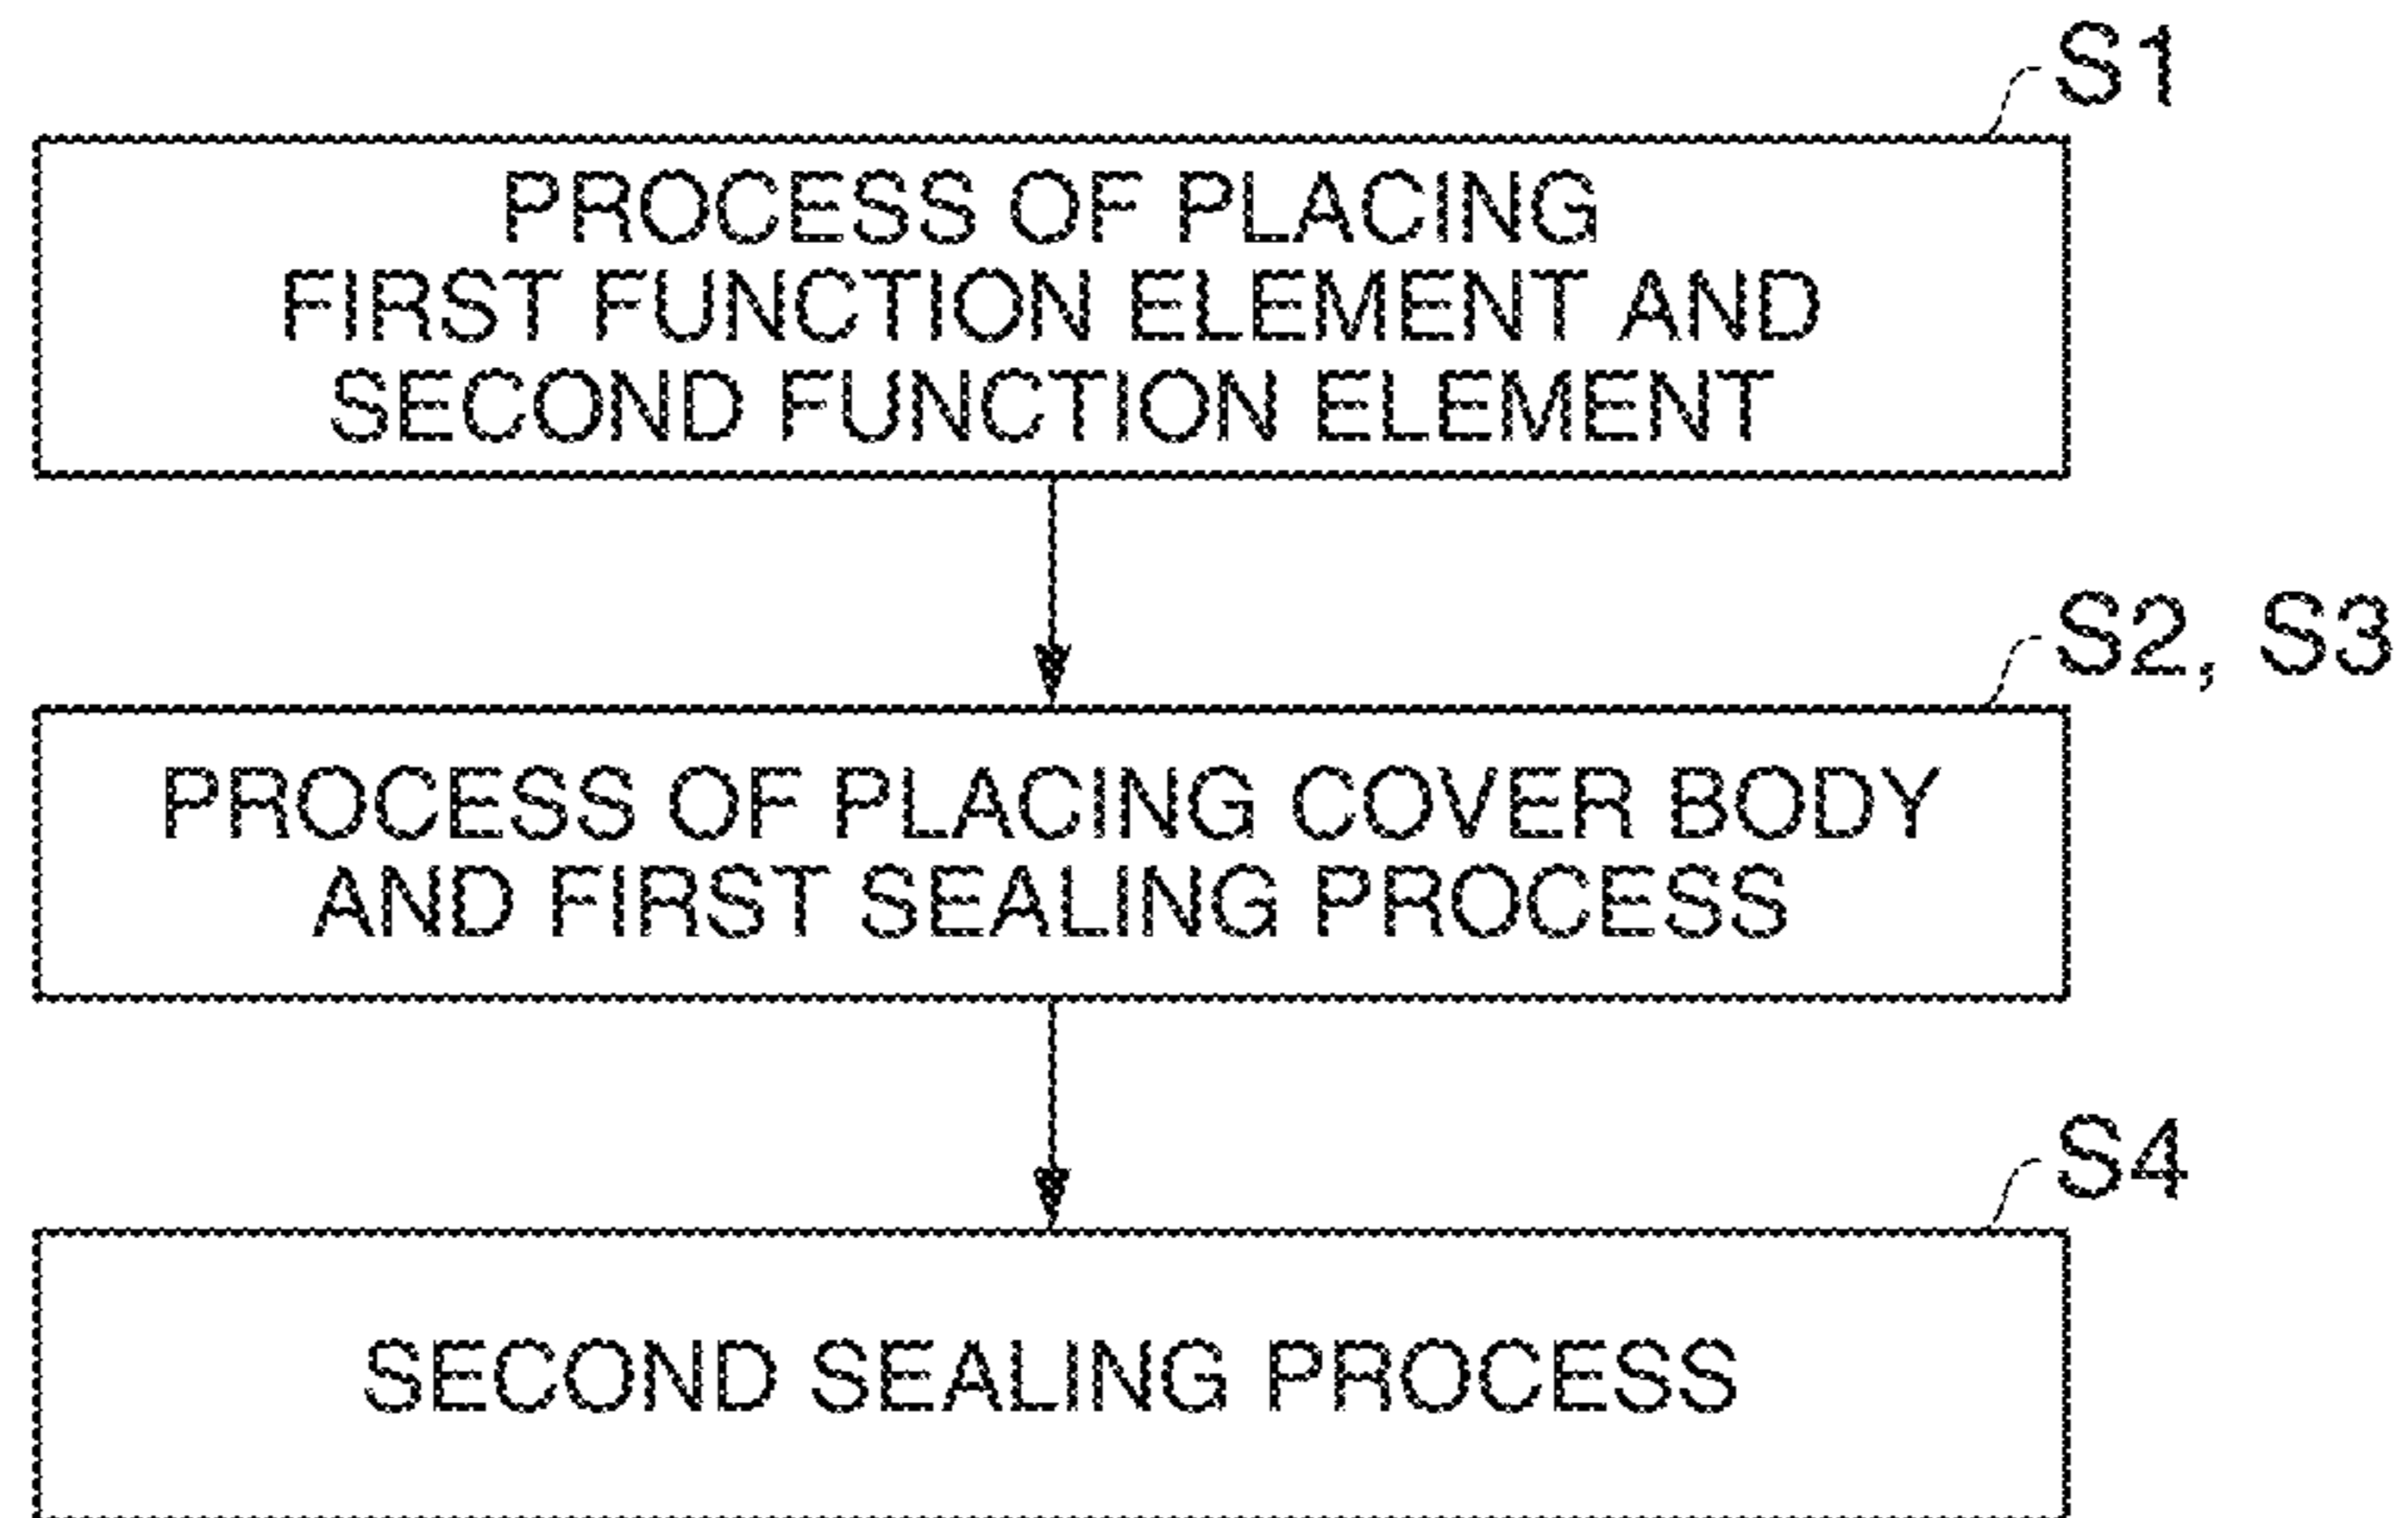 S1
PROCESS OF PLACING
FIRST FUNCTION ELEMENT AND
SECOND FUNCTION ELEMENT
S2, S3
PROCESS OF PLACING COVER BODY
AND FIRST SEALING PROCESS
S4
SECOND SEALING PROCESS